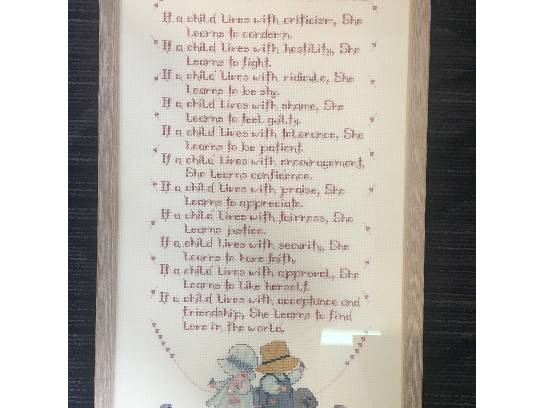 If a child lives with criticism, She
Learns to condemn.
If a child lives with hostility, She
Learns to fight.
If a child lives with ridicule, She
Learns to be shy.
If a child lives with shame, She
Learns to feel guilty.
If a child lives with tolerance, She
Learns to be patient.
If a child lives with encouragement,
She learns confidence.
If a child lives with praise, She
Learns to appreciate.
If a child lives with fairness, She
Learns justice.
If a child lives with security, She
Learns to have faith.
If a child lives with approval, She
Learns to like herself.
If a child lives with acceptance and
friendship, She learns to find
love in the world.